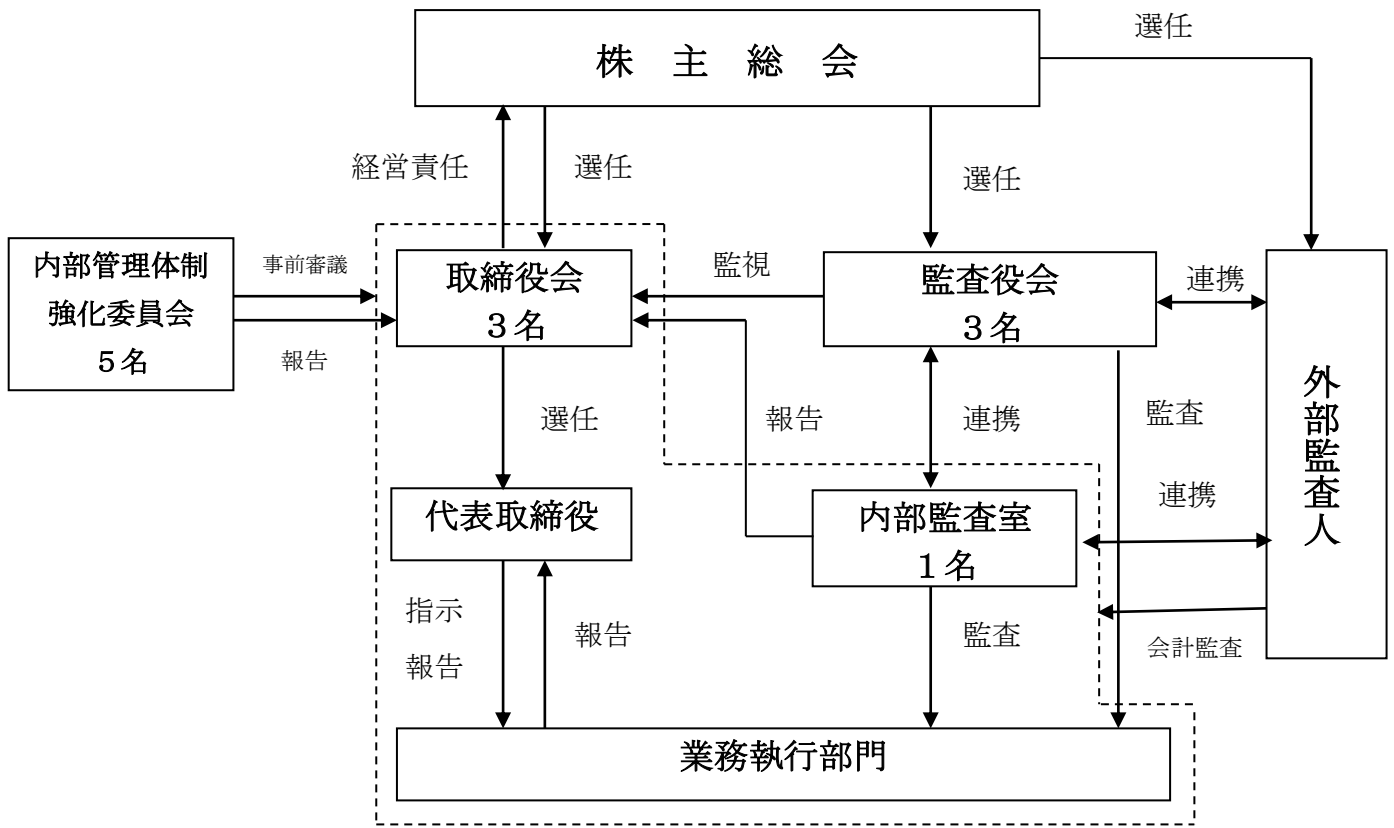 選任
株　主　総　会
経営責任
選任
選任
内部管理体制
強化委員会
５名
事前審議
報告
取締役会
３名
監視
監査役会
３名
連携
外部監査人
選任
報告
連携
監査
代表取締役
内部監査室
１名
連携
指示
報告
報告
監査
会計監査
業務執行部門